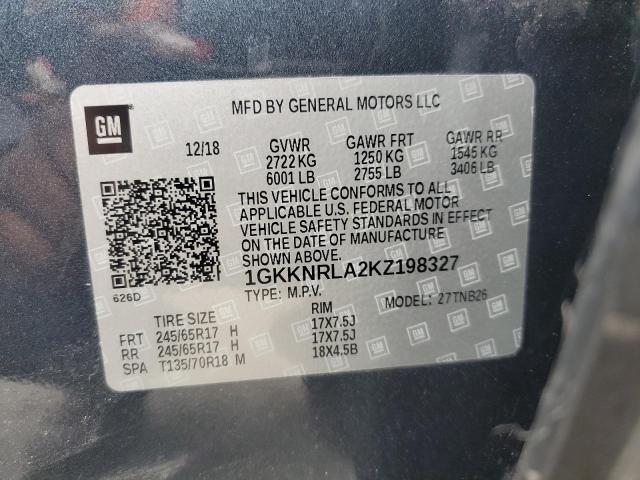 GM
MFD BY GENERAL MOTORS LLC
12/18 GVWR GAWR FRT GAWR RR
2722 KG 1250 KG 1545 KG
6001 LB 2755 LB 3406 LB
THIS VEHICLE CONFORMS TO ALL
APPLICABLE U.S. FEDERAL MOTOR
VEHICLE SAFETY STANDARDS IN EFFECT
ON THE DATE OF MANUFACTURE
SHOWN ABOVE.
1GKKNRLA2KZ198327
626D
TYPE: M.P.V. MODEL: 27TNB26
TIRE SIZE RIM
FRT 245/65R17 H 17X7.5J
RR 245/65R17 H 17X7.5J
SPA T135/70R18 M 18X4.5B